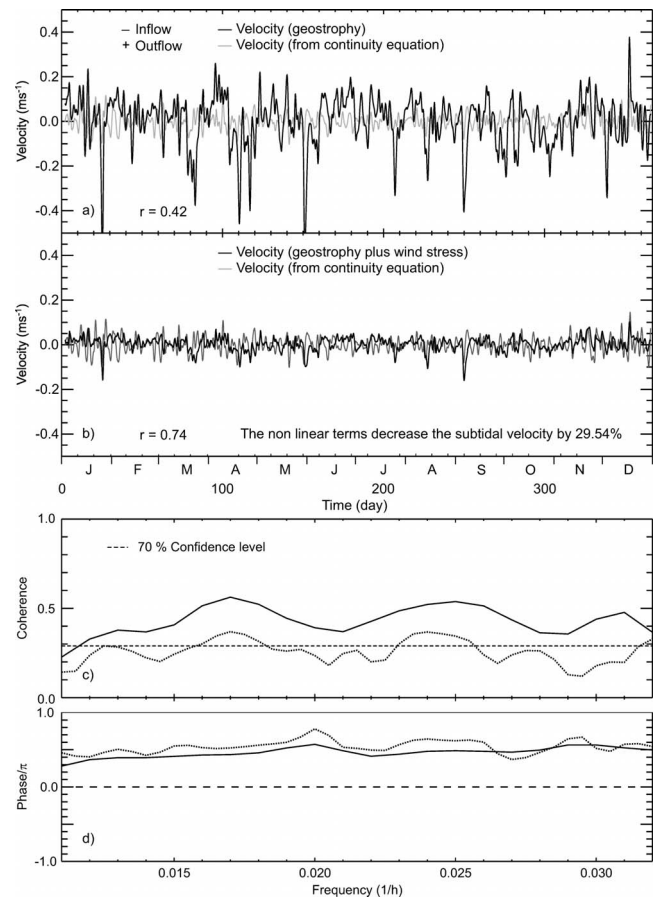 – Inflow
+ Outflow
Velocity (geostrophy)
Velocity (from continuity equation)
0.4
0.2
0.0
-0.2
-0.4
Velocity (ms⁻¹)
a)
r = 0.42
Velocity (geostrophy plus wind stress)
Velocity (from continuity equation)
0.4
0.2
0.0
-0.2
-0.4
Velocity (ms⁻¹)
b)
r = 0.74
The non linear terms decrease the subtidal velocity by 29.54%
J F M A M J J A S O N D
0 100 200 300
Time (day)
1.0
0.5
0.0
Coherence
70 % Confidence level
c)
1.0
0.0
-1.0
Phase/π
d)
0.015 0.020 0.025 0.030
Frequency (1/h)